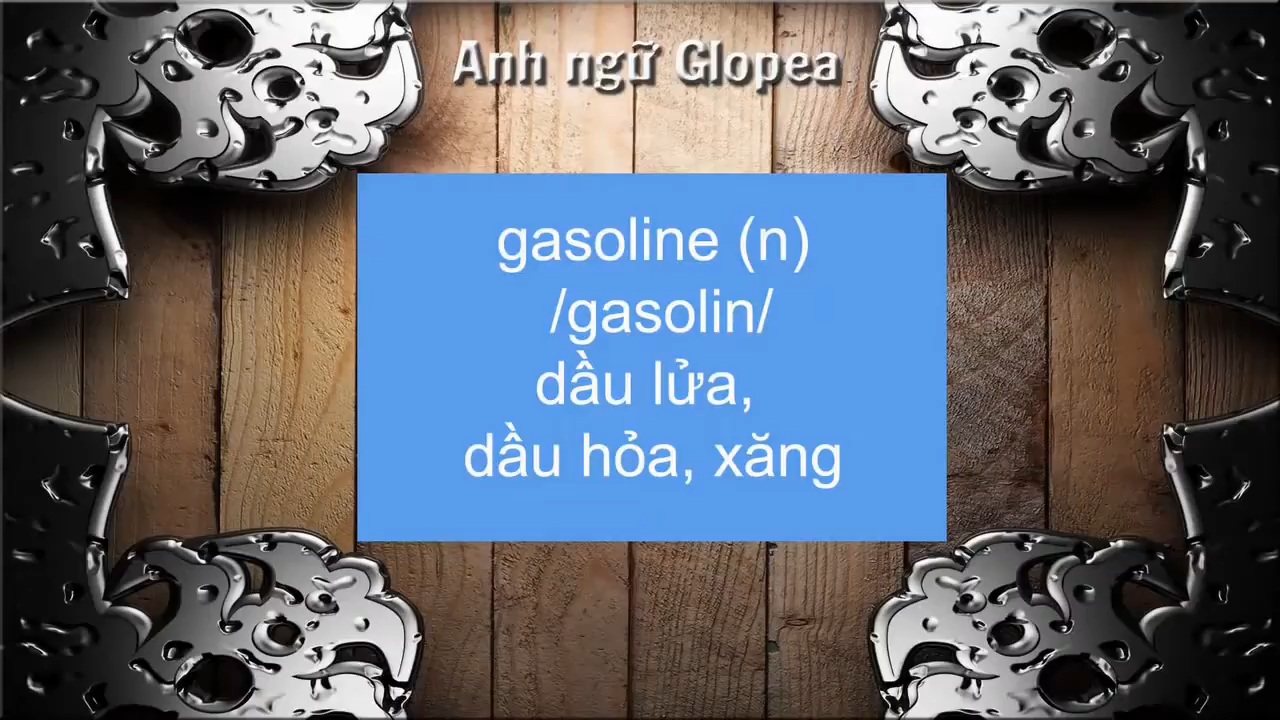 Anh ngữ Glopea
gasoline (n)
/gasolin/
dầu lửa,
dầu hỏa, xăng